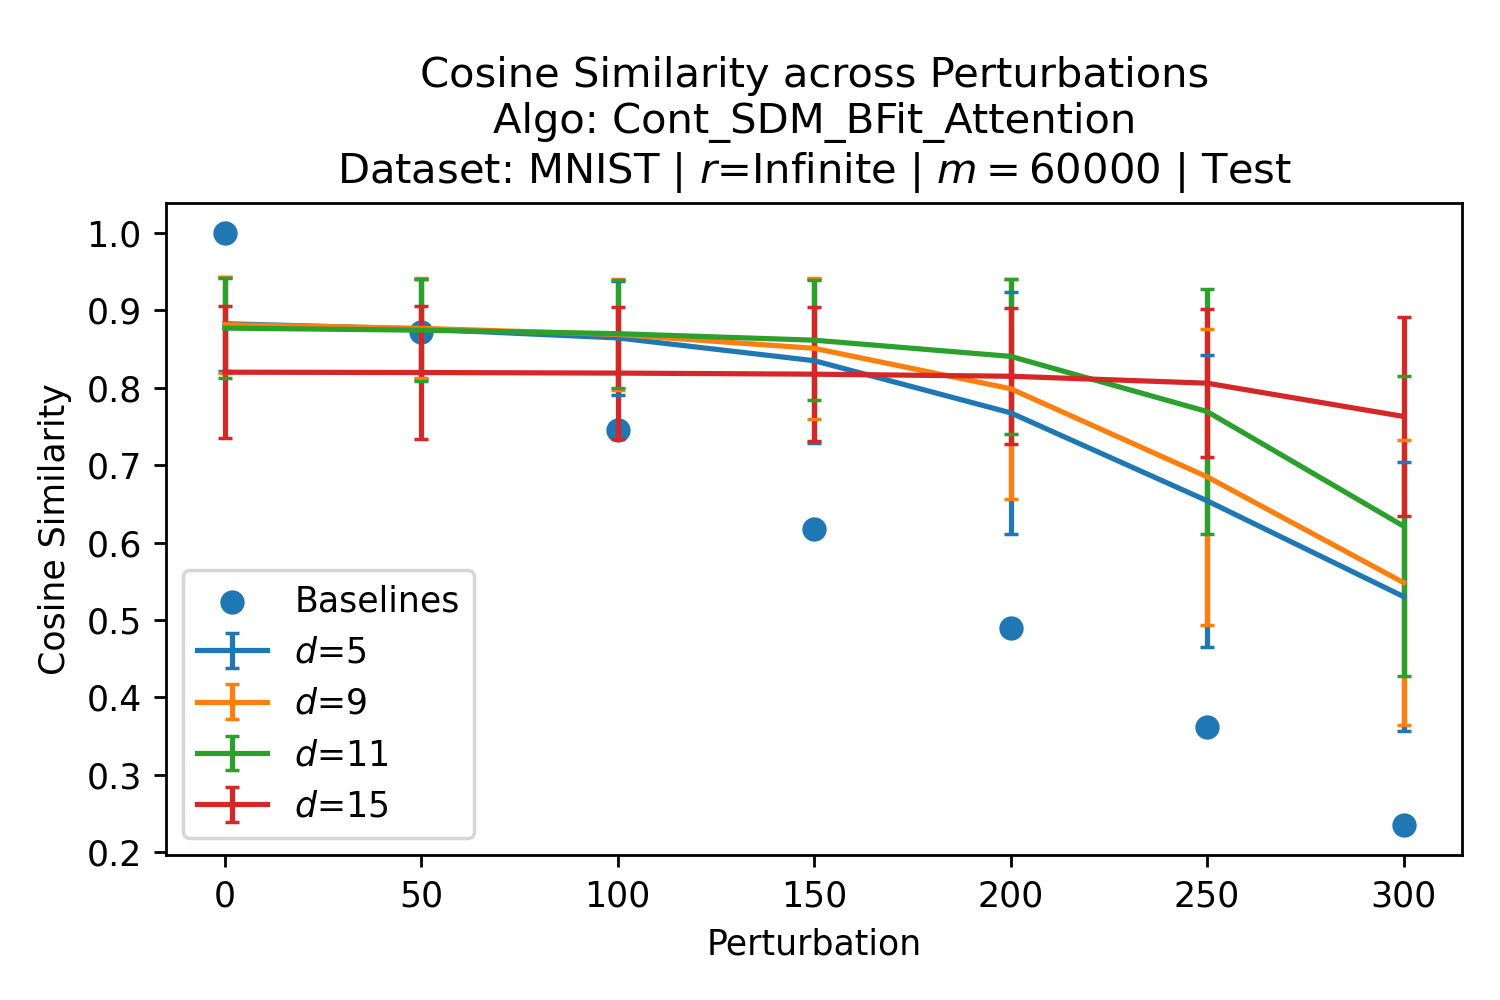 Cosine Similarity across Perturbations
Algo: Cont_SDM_BFit_Attention
Dataset: MNIST | r=Infinite | m = 60000 | Test
1.0
0.9
0.8
0.7
0.6
0.5
0.4
0.3
0.2
Cosine Similarity
Baselines
d=5
d=9
d=11
d=15
0 50 100 150 200 250 300
Perturbation